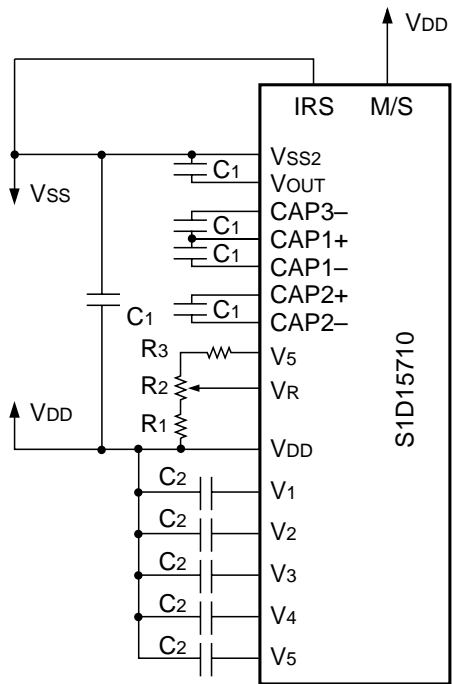 VDD
IRS M/S
VSS2
C1
VOUT
VSS
CAP3–
C1
CAP1+
C1
CAP1–
CAP2+
C1
C1
CAP2–
R3
V5
R2
VR
S1D15710
VDD
R1
VDD
C2
V1
C2
V2
C2
V3
C2
V4
C2
V5